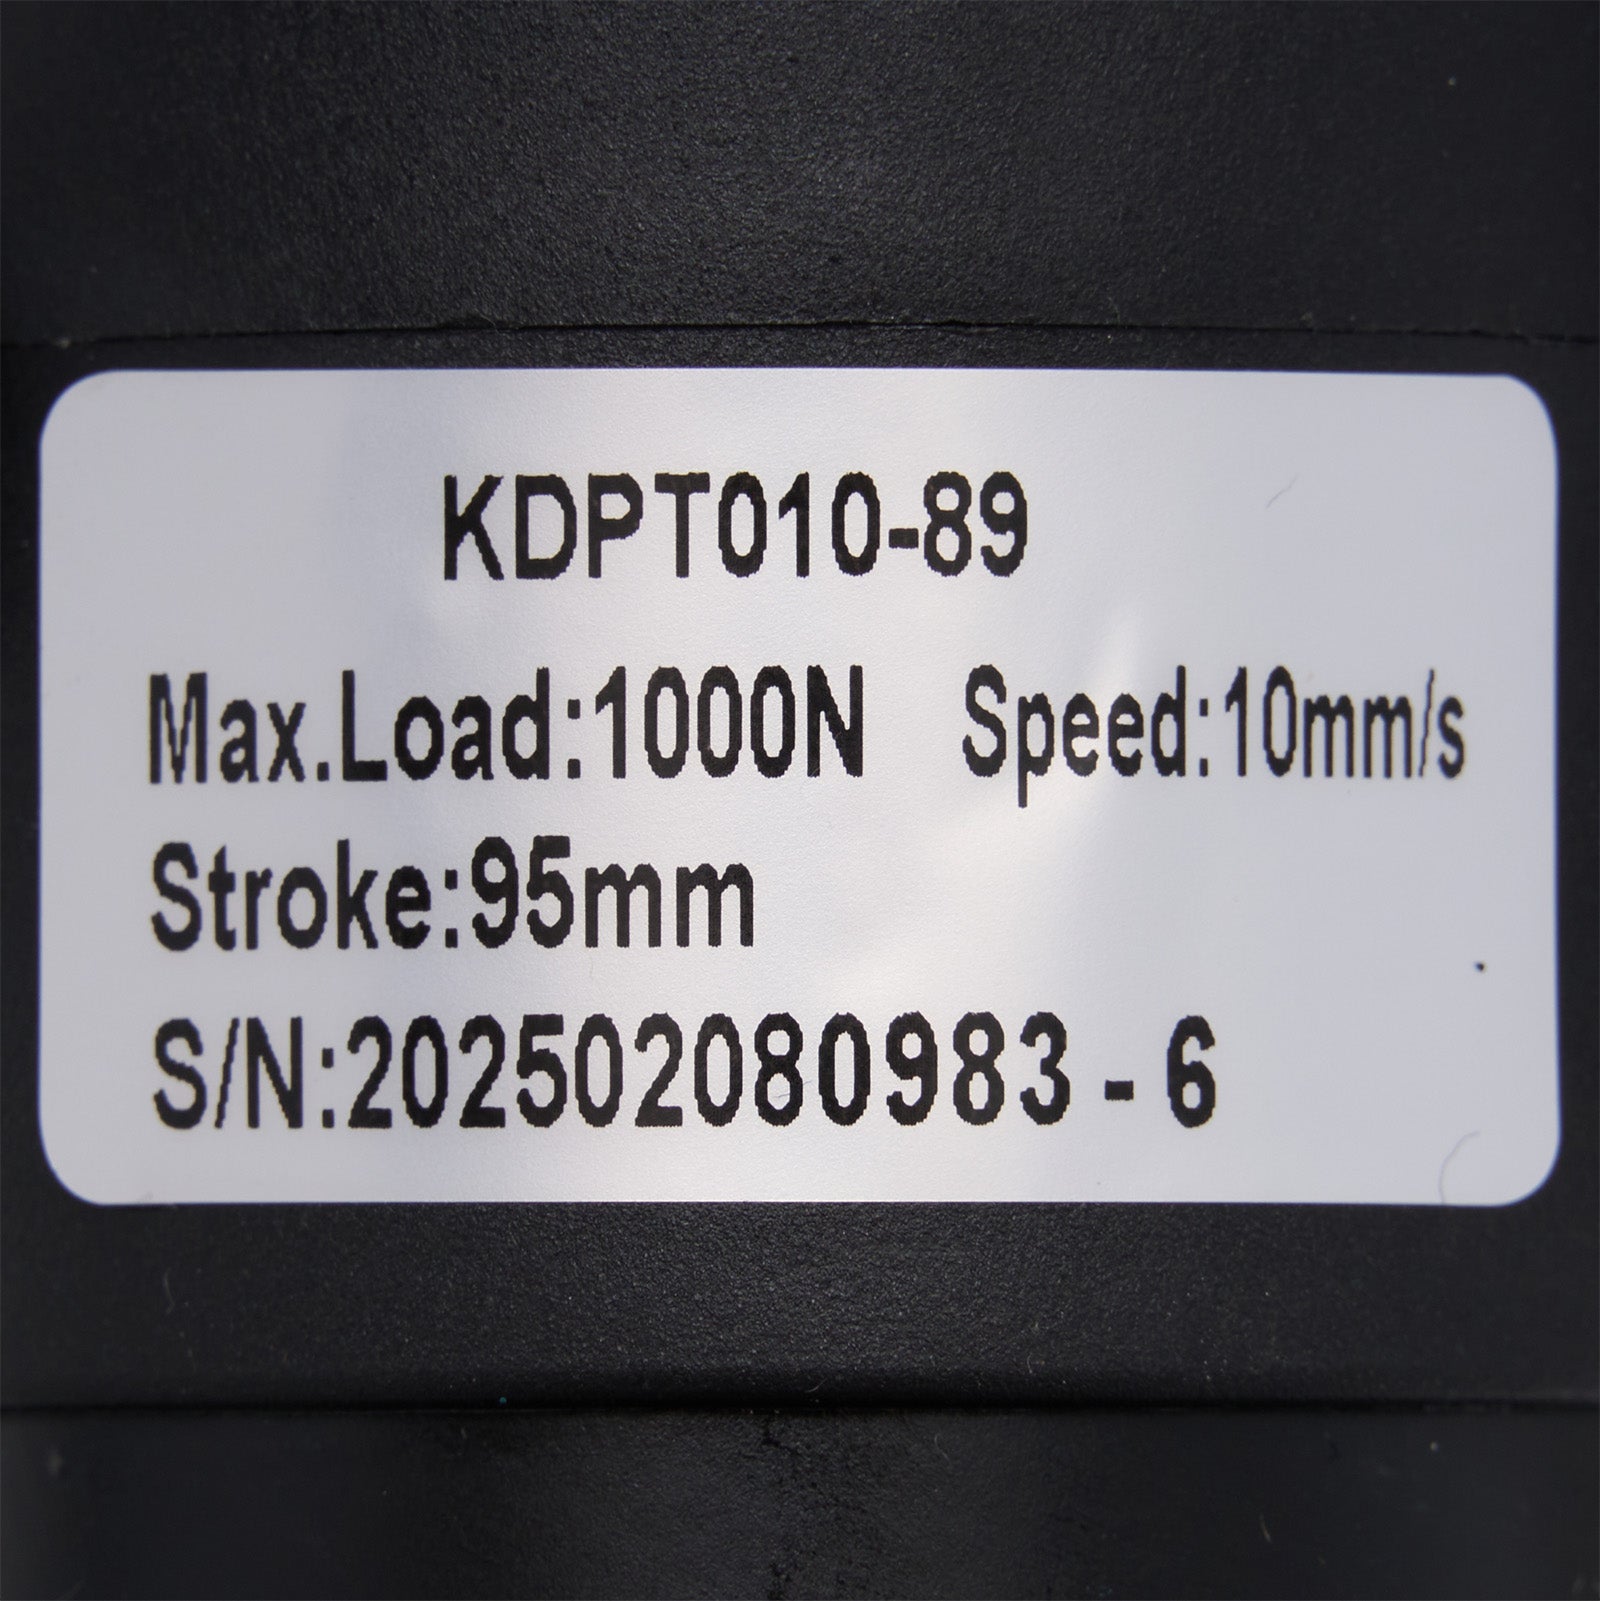 KDPT010-89
Max.Load:1000N Speed:10mm/s
Stroke:95mm
S/N:202502080983 - 6